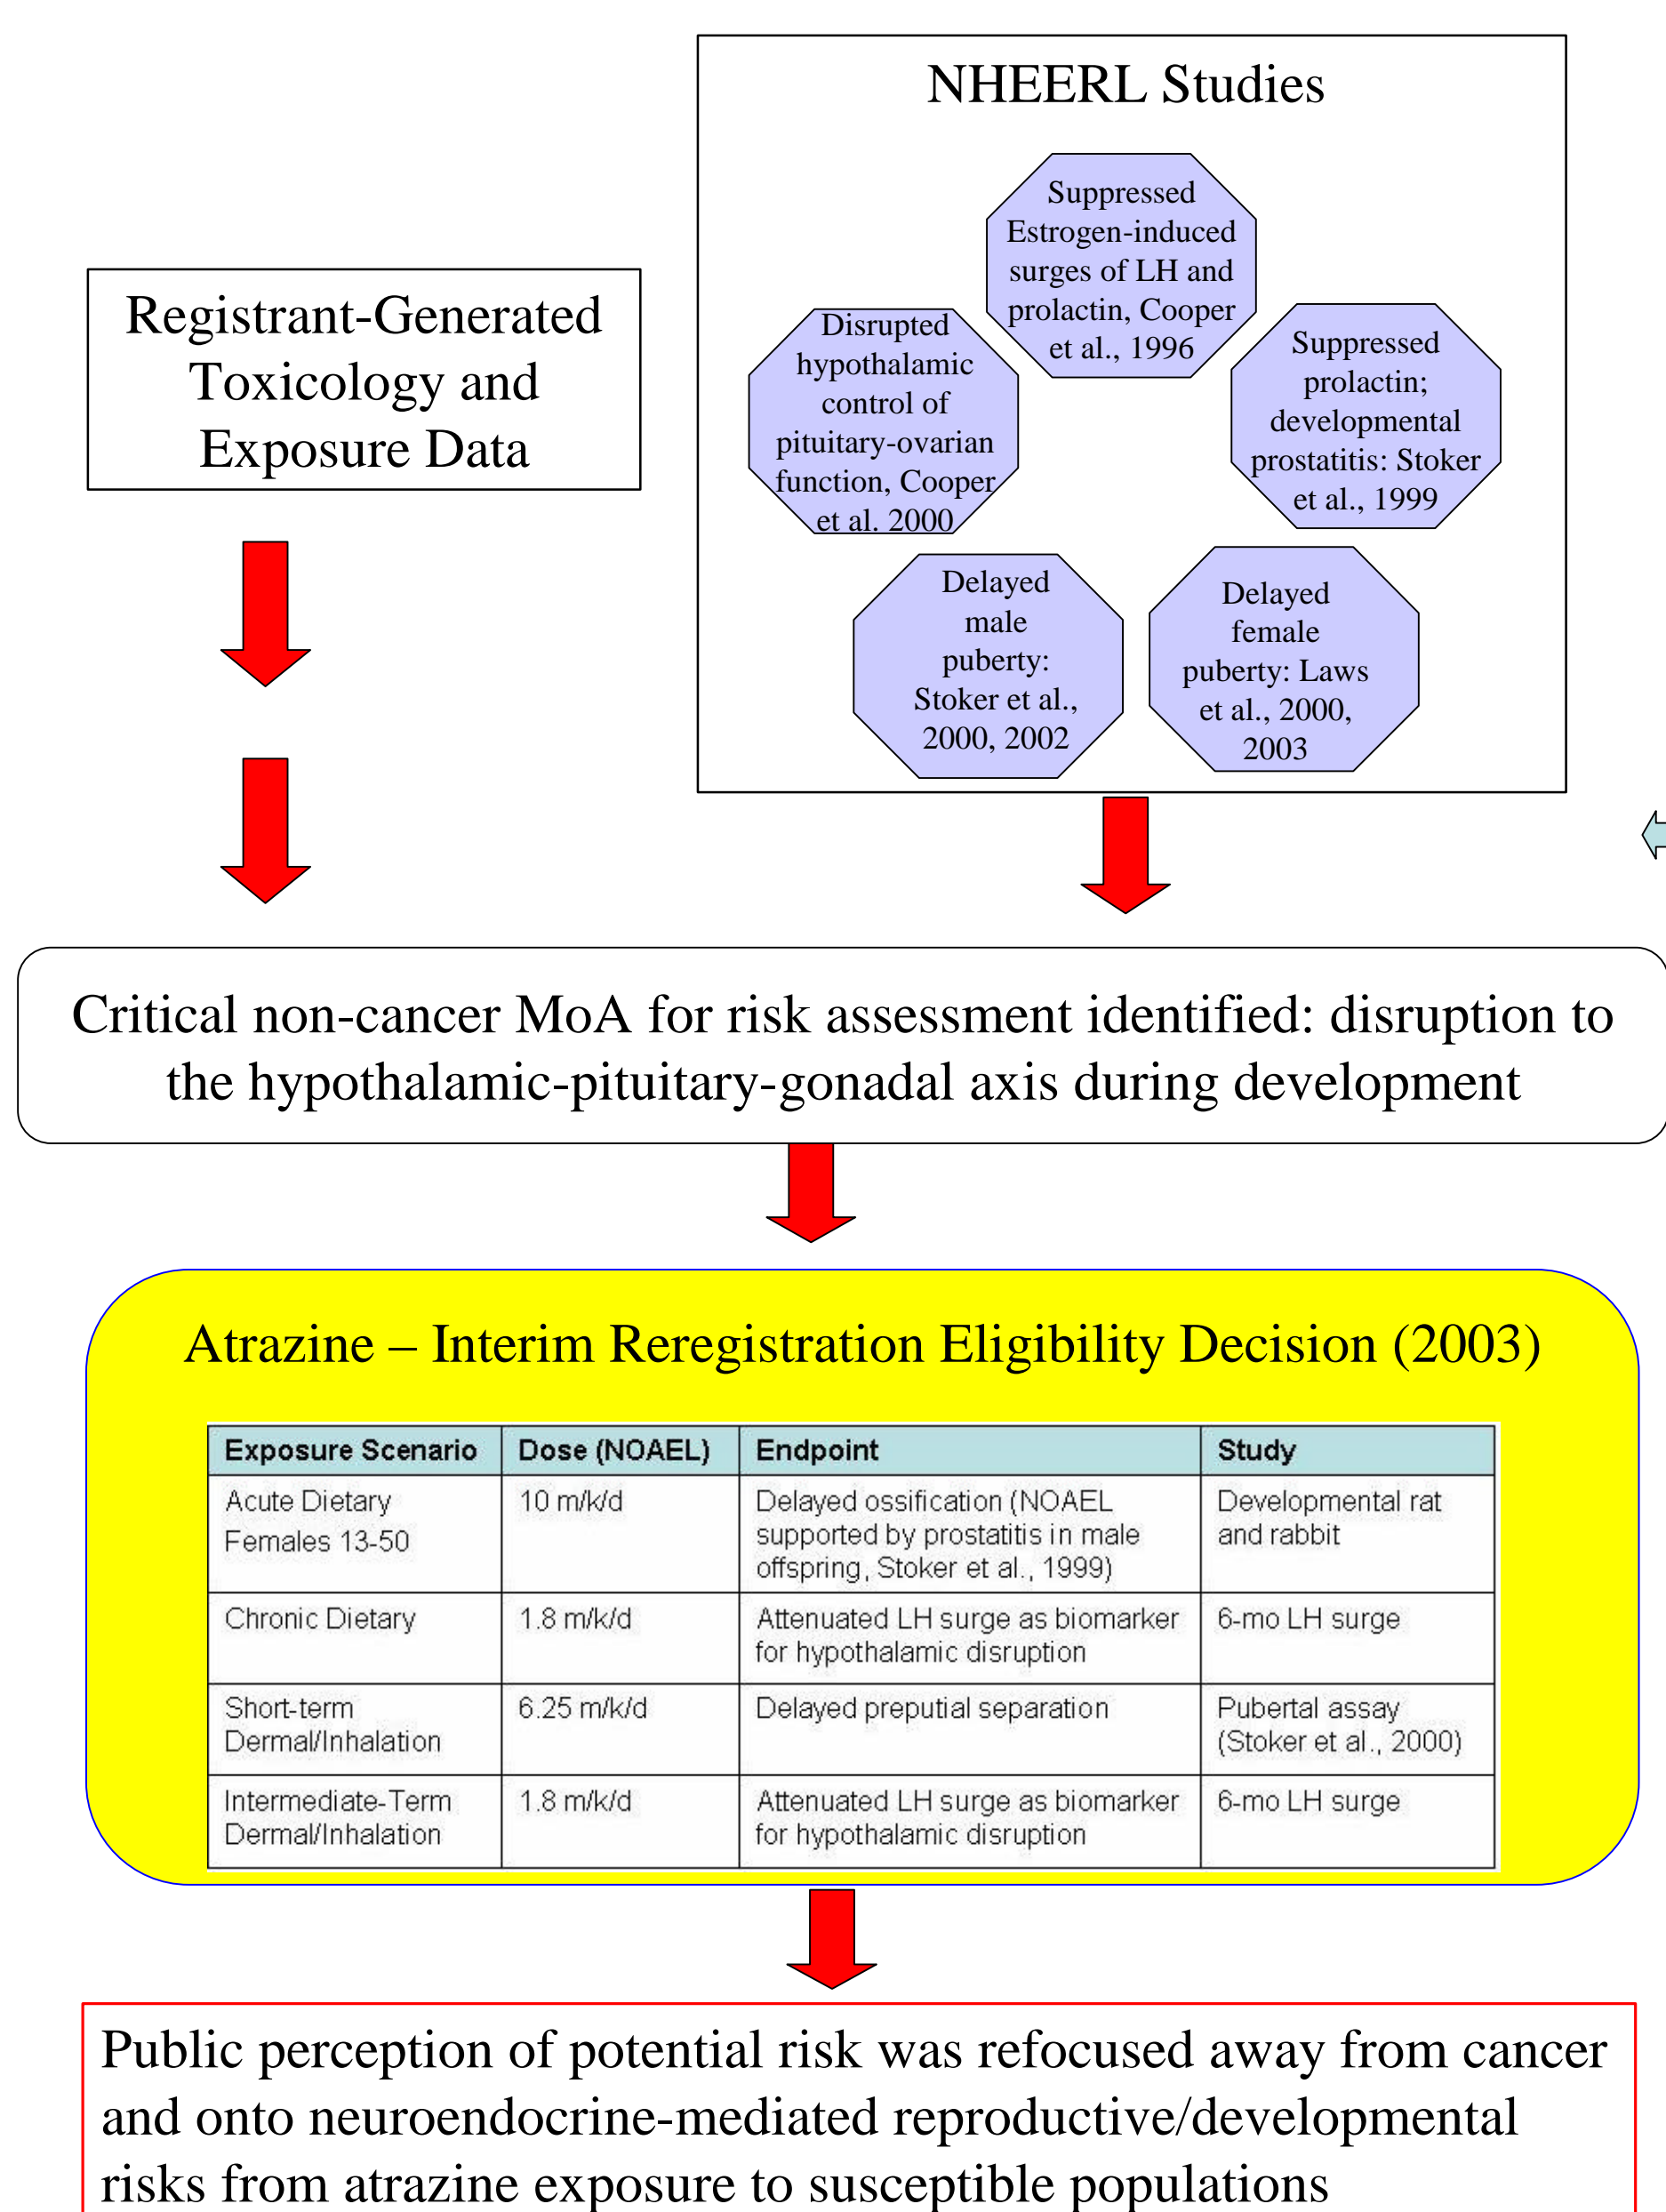 NHEERL Studies
Suppressed
Estrogen-induced
surges of LH and
prolactin, Cooper
et al., 1996
Disrupted
hypothalamic
control of
pituitary-ovarian
function, Cooper
et al. 2000
Suppressed
prolactin;
developmental
prostatitis: Stoker
et al., 1999
Delayed
male
puberty:
Stoker et al.,
2000, 2002
Delayed
female
puberty: Laws
et al., 2000,
2003
Registrant-Generated
Toxicology and
Exposure Data
Critical non-cancer MoA for risk assessment identified: disruption to
the hypothalamic-pituitary-gonadal axis during development
Atrazine – Interim Reregistration Eligibility Decision (2003)
Exposure Scenario Dose (NOAEL) Endpoint Study
Acute Dietary
Females 13-50
10 m/k/d
Delayed ossification (NOAEL
supported by prostatitis in male
offspring, Stoker et al., 1999)
Developmental rat
and rabbit
Chronic Dietary
1.8 m/k/d
Attenuated LH surge as biomarker
for hypothalamic disruption
6-mo LH surge
Short-term
Dermal/Inhalation
6.25 m/k/d
Delayed preputial separation
Pubertal assay
(Stoker et al., 2000)
Intermediate-Term
Dermal/Inhalation
1.8 m/k/d
Attenuated LH surge as biomarker
for hypothalamic disruption
6-mo LH surge
Public perception of potential risk was refocused away from cancer
and onto neuroendocrine-mediated reproductive/developmental
risks from atrazine exposure to susceptible populations